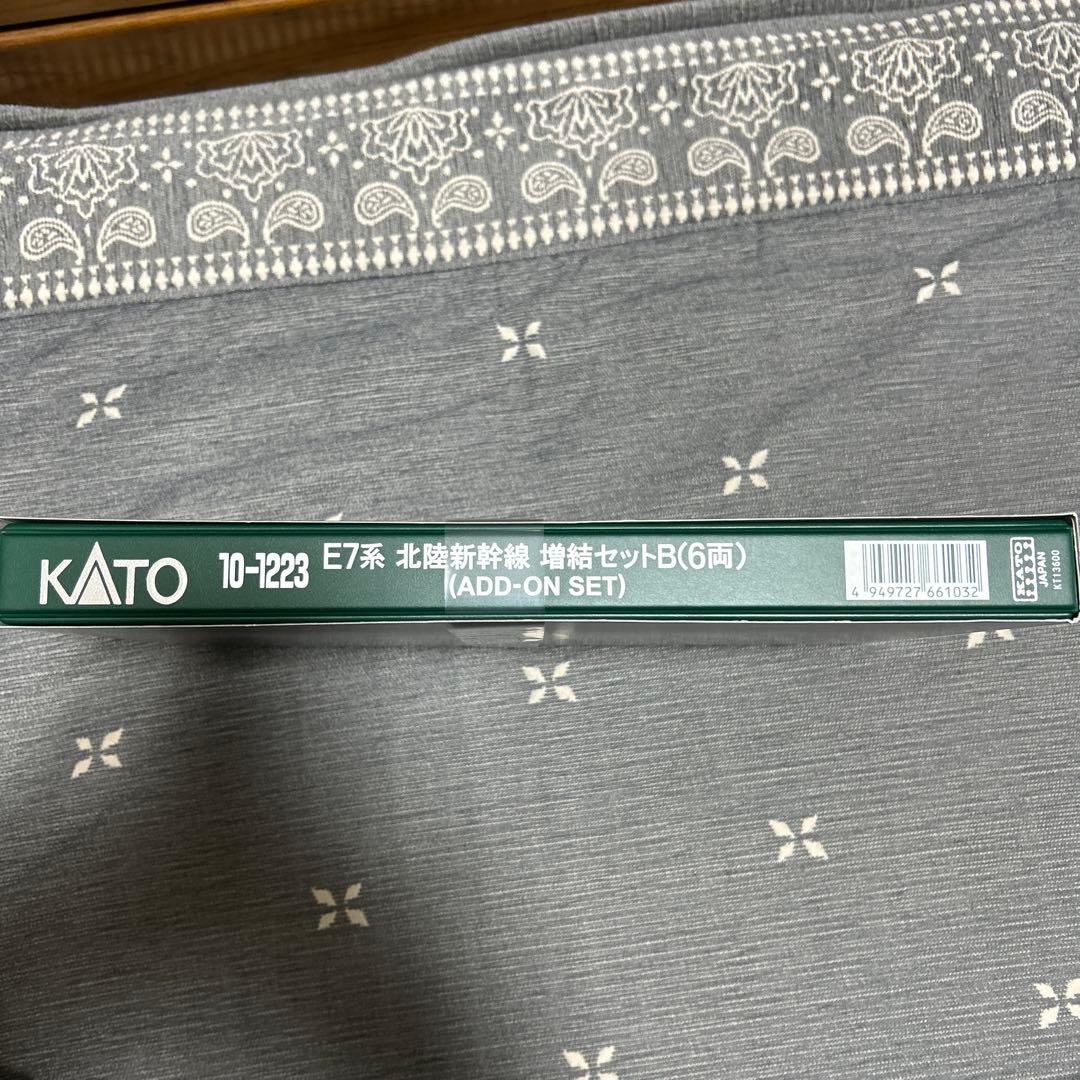 KATO 10-1223 E7系 北陸新幹線 増結セットB(6両)
(ADD-ON SET)
4 949727 661032
KATO
JAPAN
KT13600